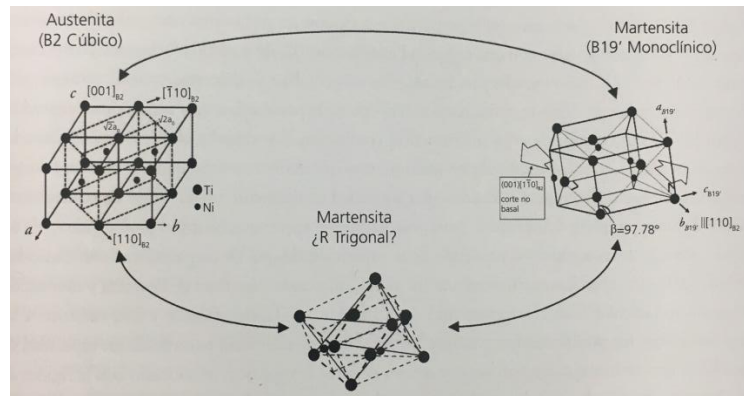 Austenita
(B2 Cúbico)
Martensita
(B19' Monoclínico)
c
[001]B2
[1̄10]B2
√2a₀
√2a₀
Ti
Ni
a
b
[110]B2
Martensita
¿R Trigonal?
aB19'
(001)[11̄0]B2
corte no
basal
cB19'
bB19' ||[110]B2
β=97.78°